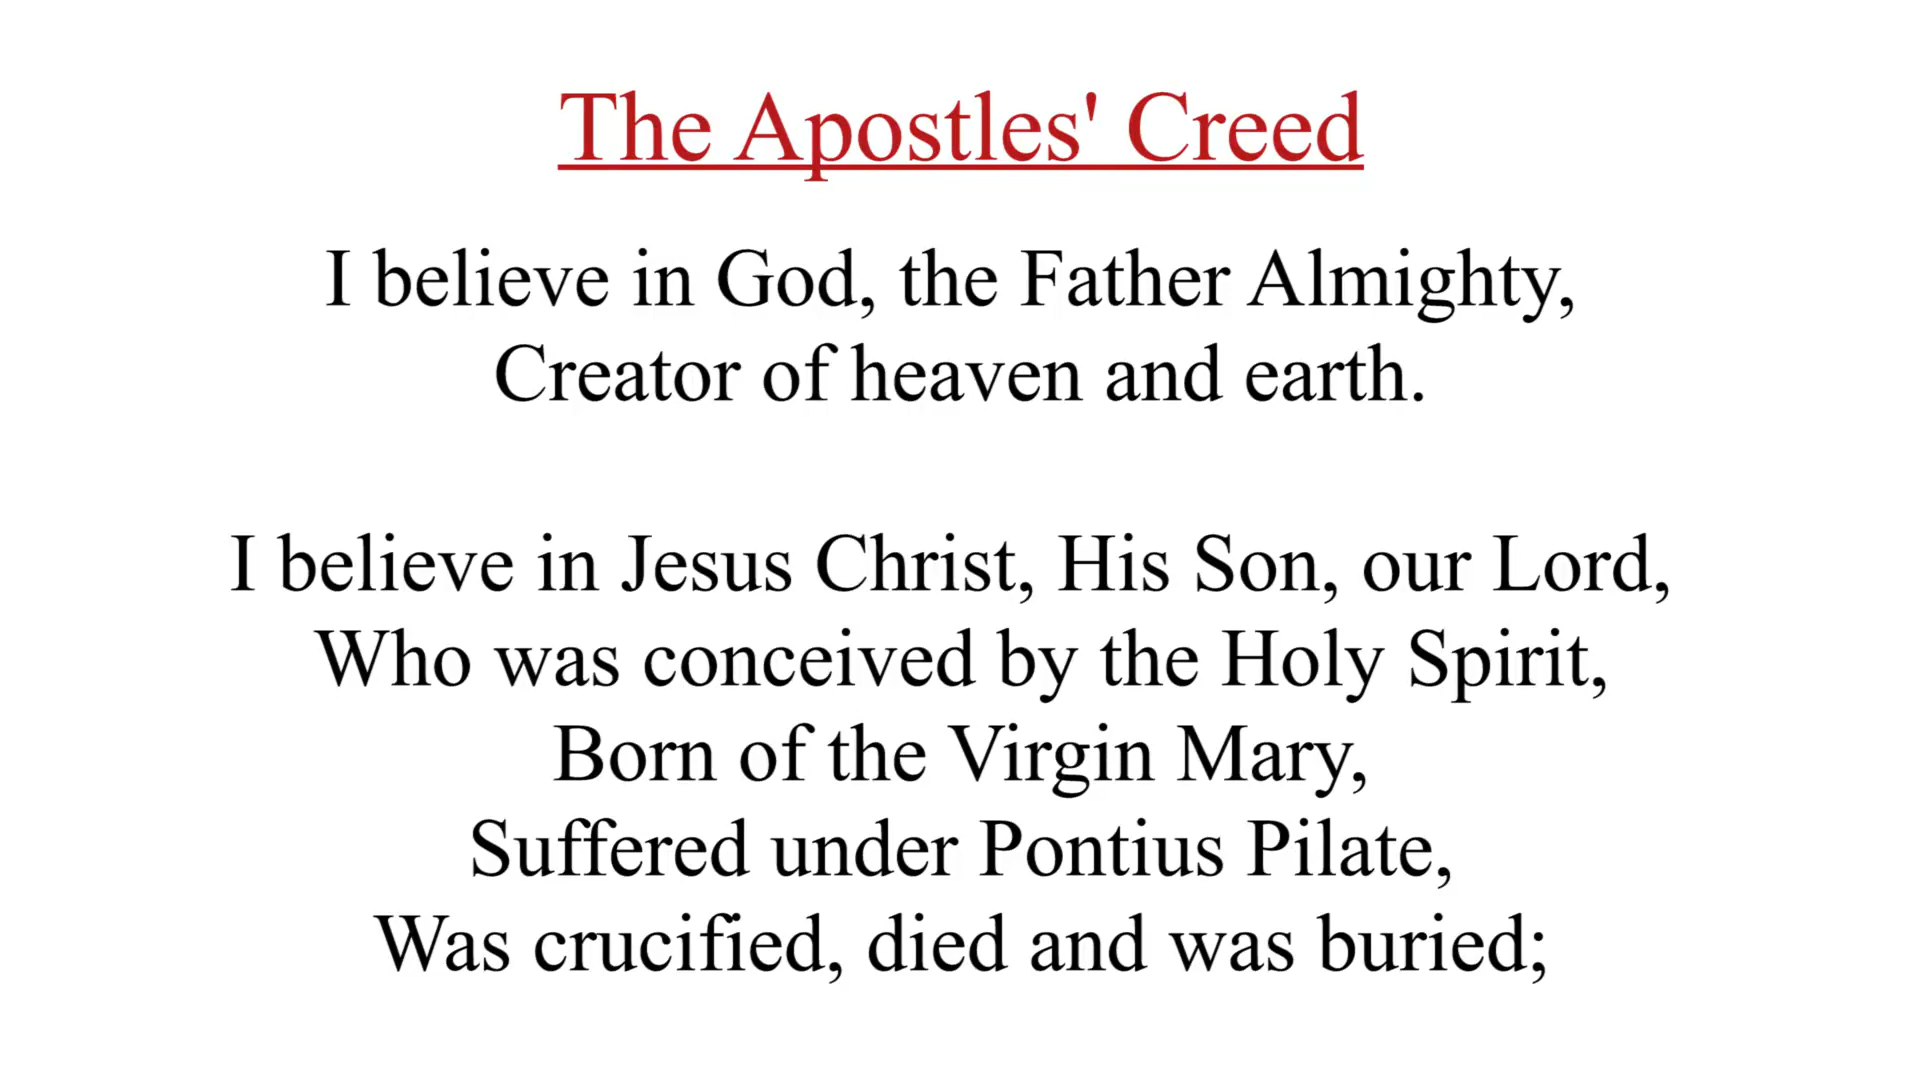 The Apostles' Creed
I believe in God, the Father Almighty,
Creator of heaven and earth.
I believe in Jesus Christ, His Son, our Lord,
Who was conceived by the Holy Spirit,
Born of the Virgin Mary,
Suffered under Pontius Pilate,
Was crucified, died and was buried;